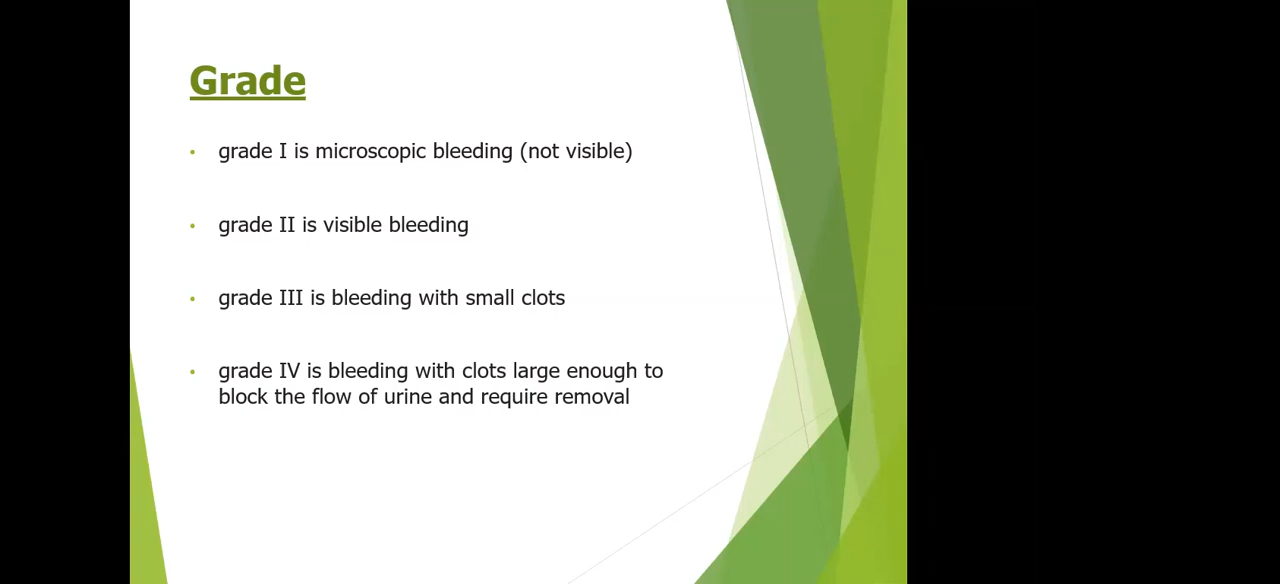 Grade
• grade I is microscopic bleeding (not visible)
• grade II is visible bleeding
• grade III is bleeding with small clots
• grade IV is bleeding with clots large enough to
block the flow of urine and require removal